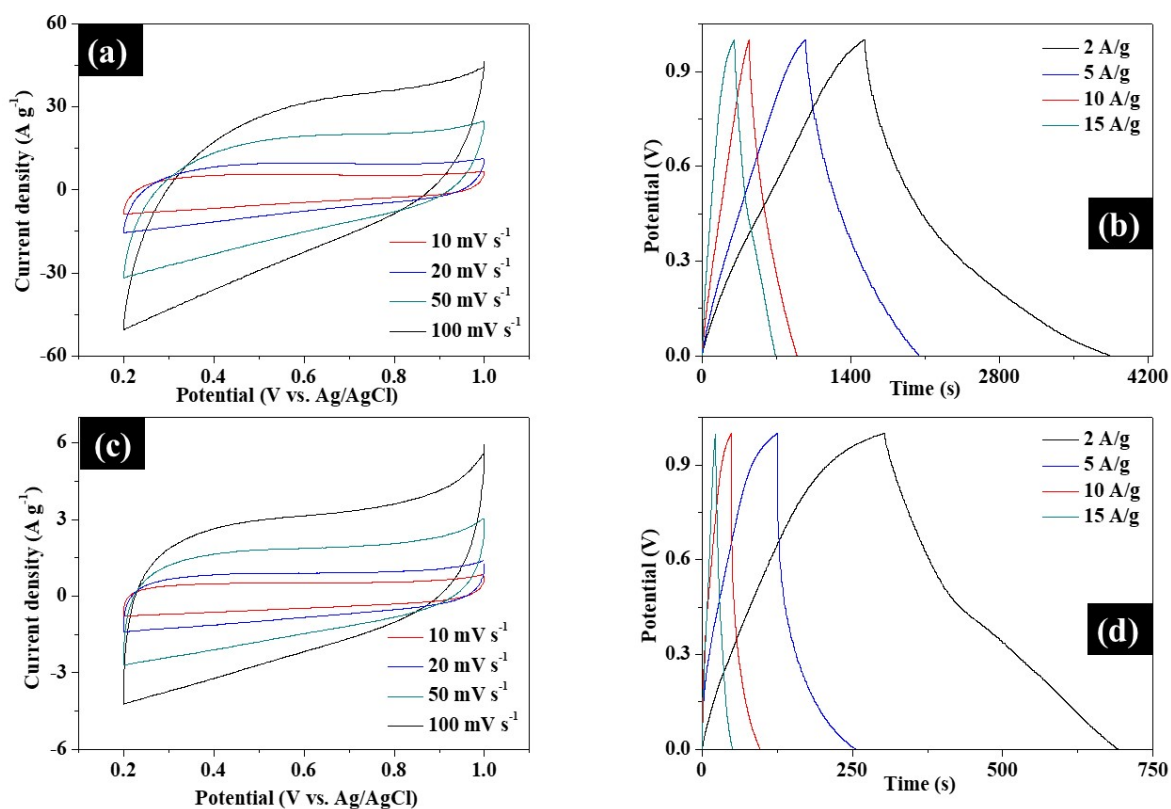 (a)
Current density (A g-1)
60
30
0
-30
-60
10 mV s-1
20 mV s-1
50 mV s-1
100 mV s-1
0.2 0.4 0.6 0.8 1.0
Potential (V vs. Ag/AgCl)
(b)
Potential (V)
0.9
0.6
0.3
0.0
2 A/g
5 A/g
10 A/g
15 A/g
0 1400 2800 4200
Time (s)
(c)
Current density (A g-1)
6
3
0
-3
-6
10 mV s-1
20 mV s-1
50 mV s-1
100 mV s-1
0.2 0.4 0.6 0.8 1.0
Potential (V vs. Ag/AgCl)
(d)
Potential (V)
0.9
0.6
0.3
0.0
2 A/g
5 A/g
10 A/g
15 A/g
0 250 500 750
Time (s)